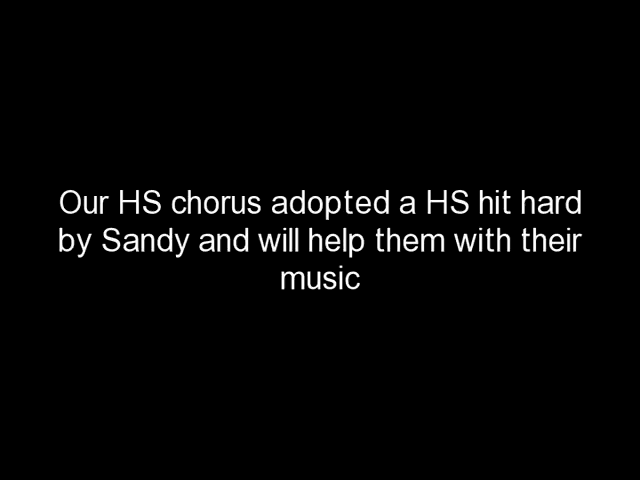 Our HS chorus adopted a HS hit hard
by Sandy and will help them with their
music